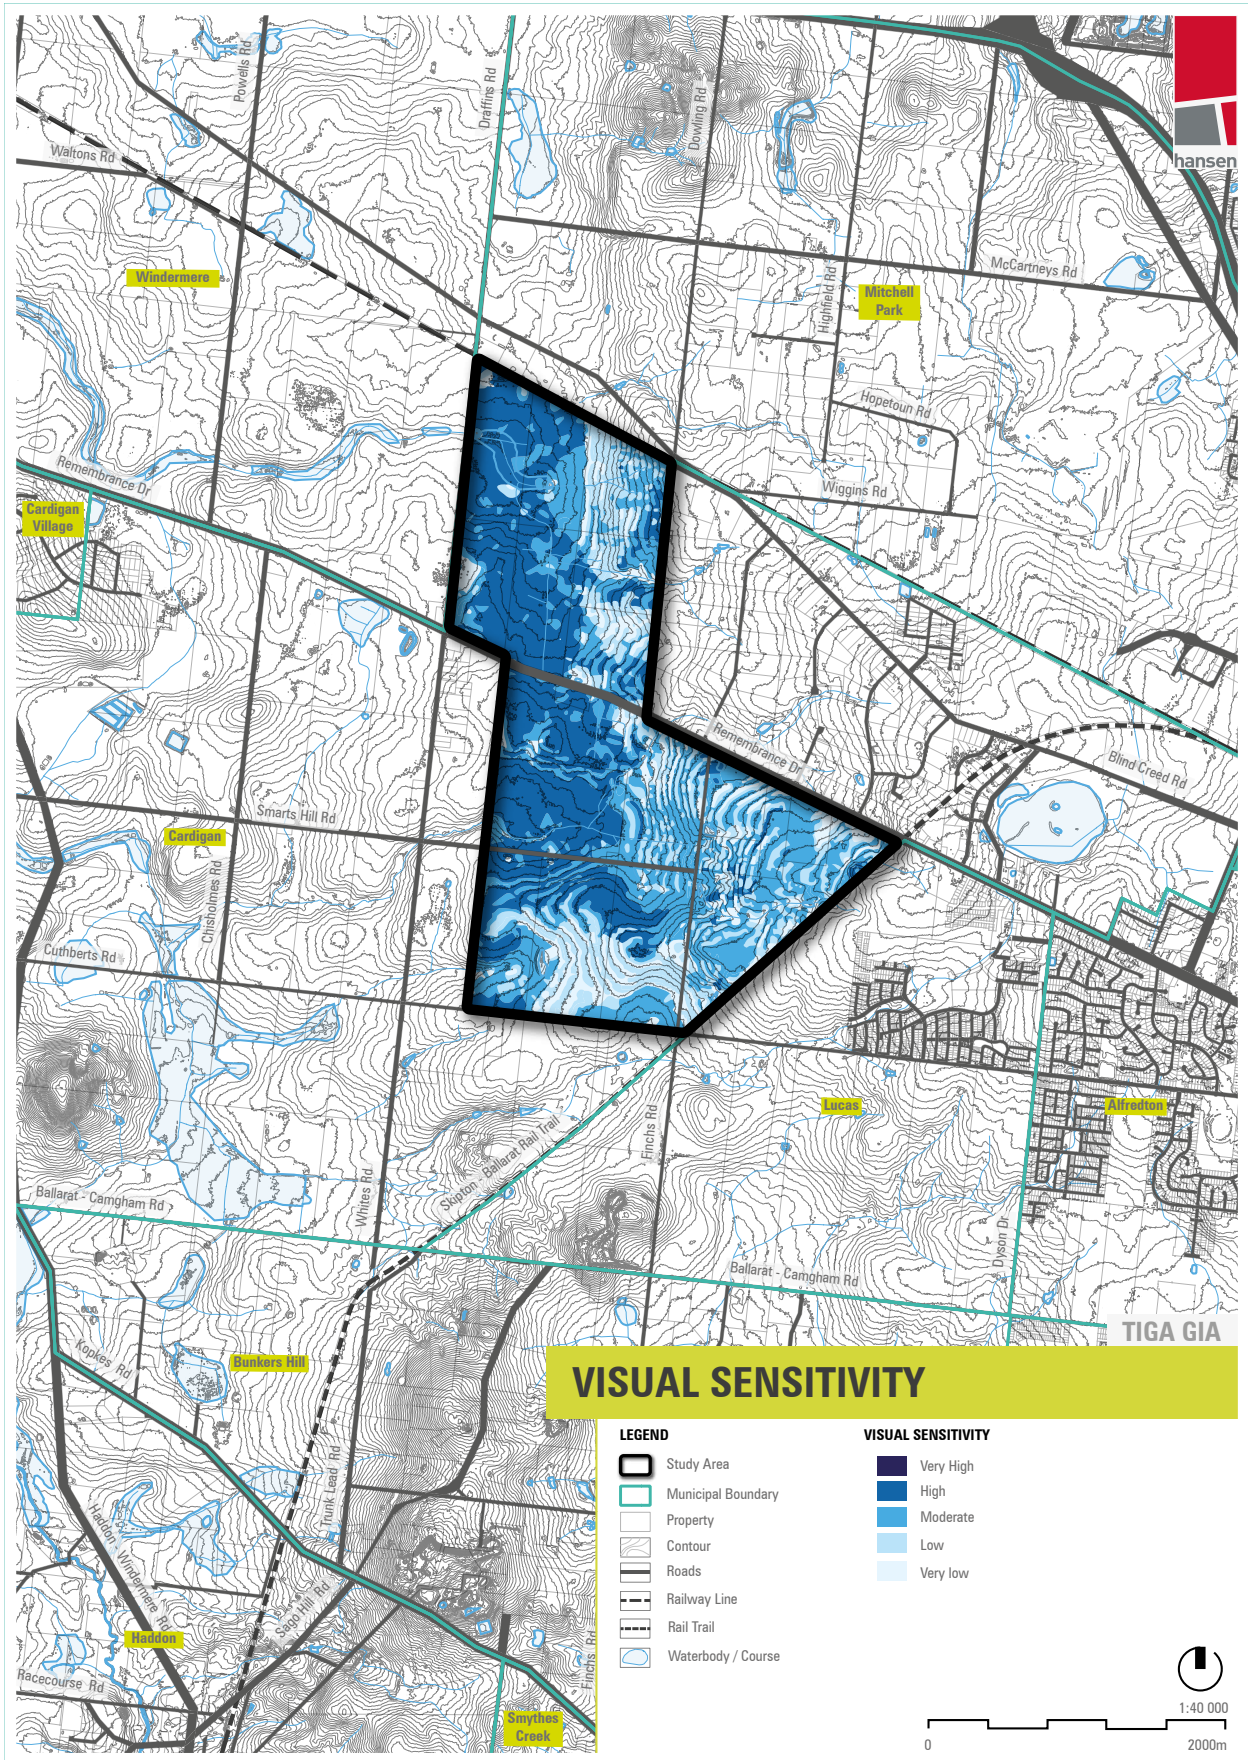 hansen
Powells Rd
Draffins Rd
Dowling Rd
Waltons Rd
McCartneys Rd
Windermere
Highfield Rd
Mitchell
Park
Hopetoun Rd
Remembrance Dr
Wiggins Rd
Cardigan
Village
Remembrance Dr
Blind Creed Rd
Smarts Hill Rd
Cardigan
Chisholmes Rd
Cuthberts Rd
Lucas
Alfredton
Finchs Rd
Skipton - Ballarat Rail Trail
Whites Rd
Ballarat - Camgham Rd
Dyson Dr
Ballarat - Camgham Rd
TIGA GIA
Kopkes Rd
Bunkers Hill
VISUAL SENSITIVITY
LEGEND
Study Area
Municipal Boundary
Property
Contour
Roads
Railway Line
Rail Trail
Waterbody / Course
VISUAL SENSITIVITY
Very High
High
Moderate
Low
Very low
Trunk Lead Rd
Haddon - Windermere Rd
Sago Hill Rd
Haddon
Finchs Rd
Racecourse Rd
Smythes
Creek
1:40 000
0
2000m